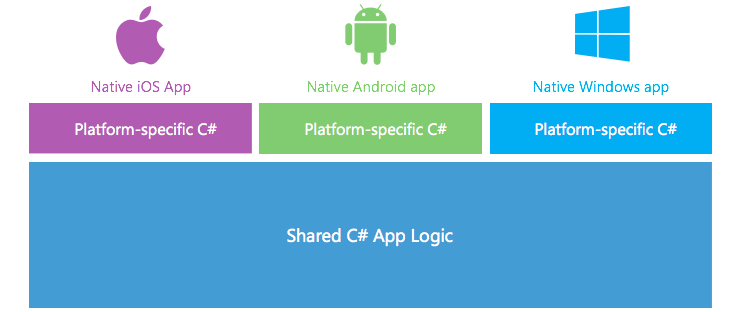 Native iOS App
Native Android app
Native Windows app
Platform-specific C#
Platform-specific C#
Platform-specific C#
Shared C# App Logic